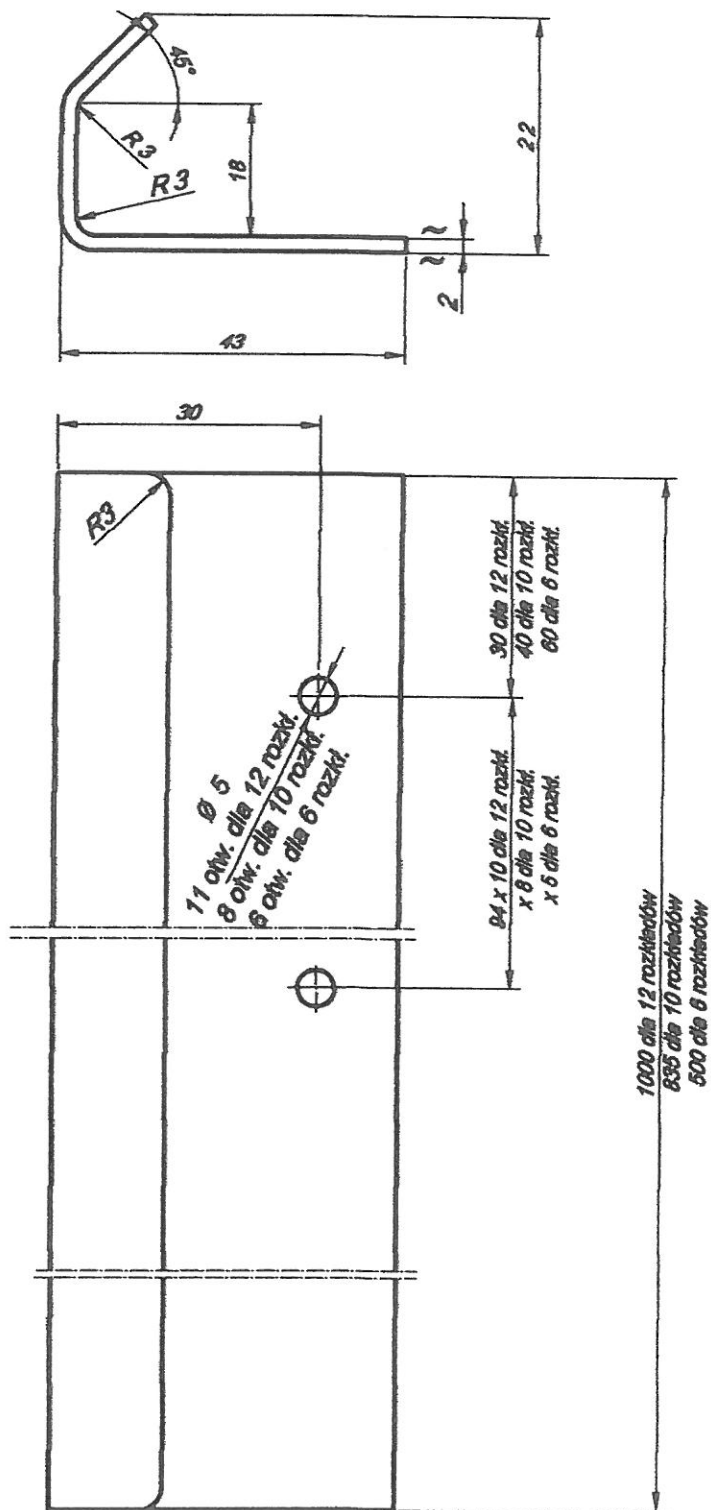 45°
R3
R3
18
22
2
43
30
R3
Ø 5
11 otw. dla 12 rozkł.
8 otw. dla 10 rozkł.
6 otw. dla 6 rozkł.
30 dla 12 rozkł.
40 dla 10 rozkł.
60 dla 6 rozkł.
94 x 10 dla 12 rozkł.
x 8 dla 10 rozkł.
x 5 dla 6 rozkł.
1000 dla 12 rozkładów
835 dla 10 rozkładów
500 dla 6 rozkładów